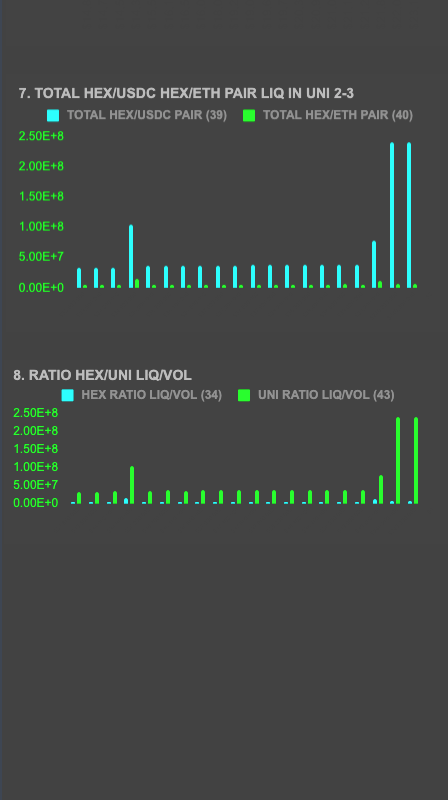 7. TOTAL HEX/USDC HEX/ETH PAIR LIQ IN UNI 2-3
TOTAL HEX/USDC PAIR (39) TOTAL HEX/ETH PAIR (40)
2.50E+8
2.00E+8
1.50E+8
1.00E+8
5.00E+7
0.00E+0
8. RATIO HEX/UNI LIQ/VOL
HEX RATIO LIQ/VOL (34) UNI RATIO LIQ/VOL (43)
2.50E+8
2.00E+8
1.50E+8
1.00E+8
5.00E+7
0.00E+0